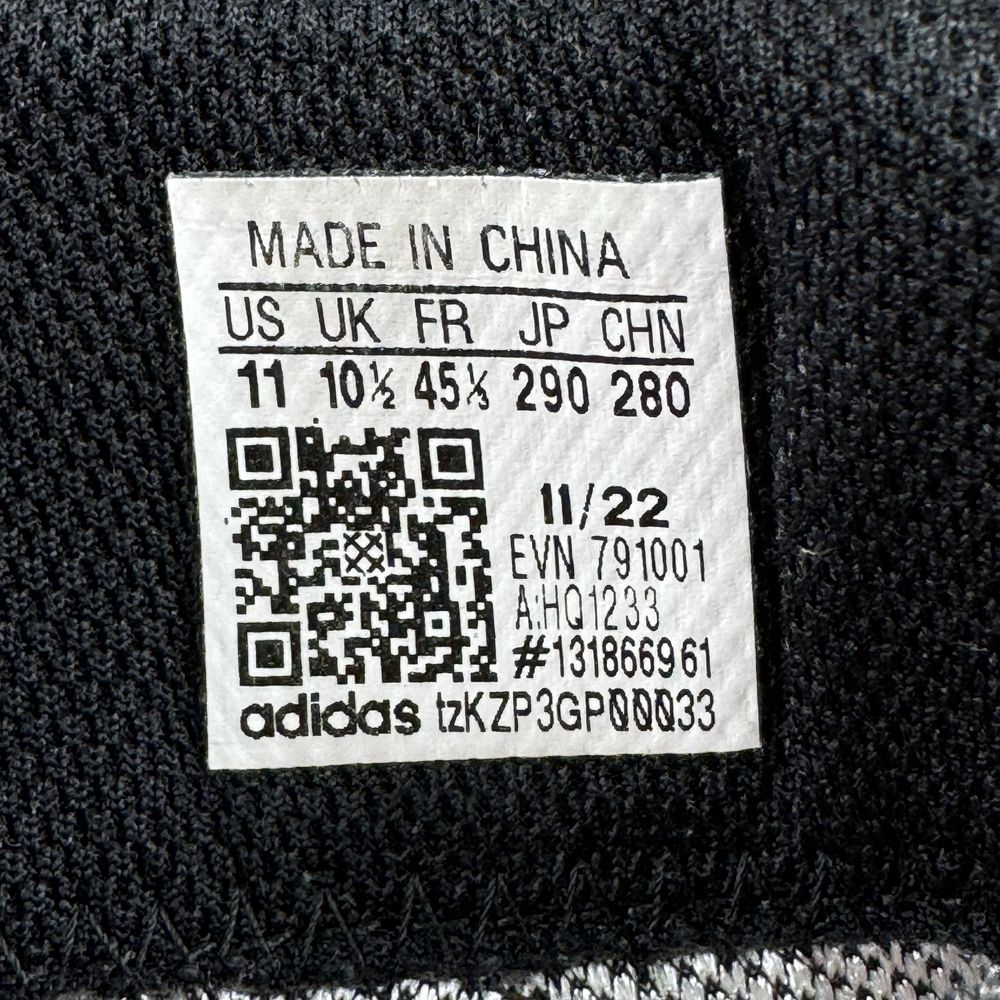 MADE IN CHINA
US UK FR JP CHN
11 10½ 45⅓ 290 280
11/22
EVN 791001
A:HQ1233
#131866961
adidas tzKZP3GP00033